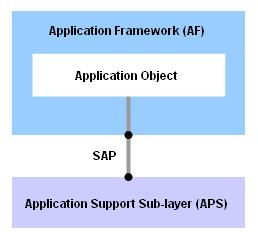 Application Framework (AF)
Application Object
SAP
Application Support Sub-layer (APS)